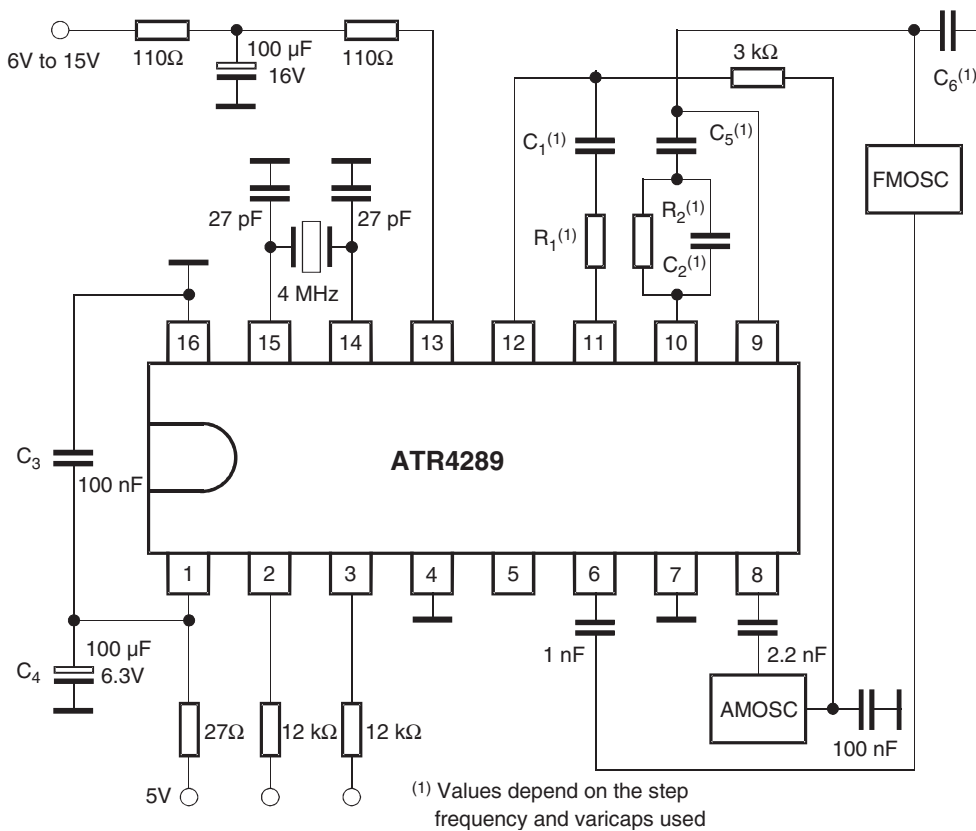 6V to 15V
110Ω
100 µF
16V
110Ω
3 kΩ
C6(1)
C1(1)
C5(1)
FMOSC
27 pF
27 pF
R1(1)
R2(1)
C2(1)
4 MHz
16
15
14
13
12
11
10
9
C3
100 nF
ATR4289
1
2
3
4
5
6
7
8
C4
100 µF
6.3V
1 nF
2.2 nF
27Ω
12 kΩ
12 kΩ
AMOSC
100 nF
5V
(1) Values depend on the step
frequency and varicaps used